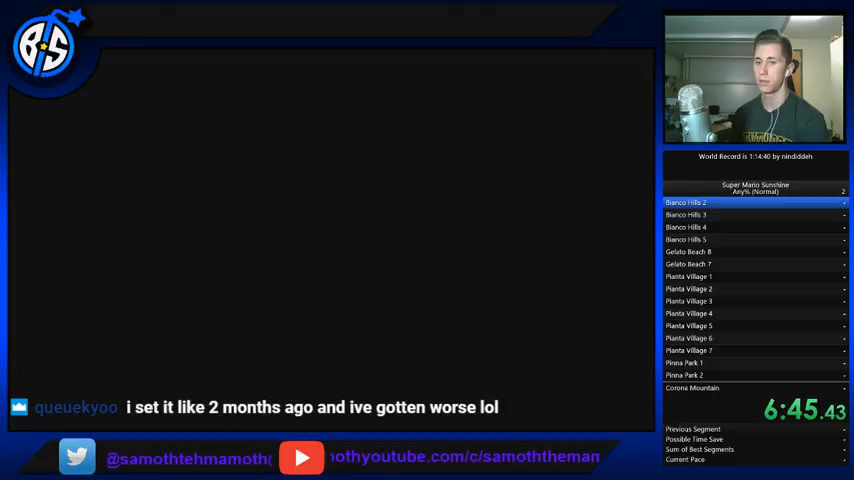 BS
World Record is 1:14:40 by nindiddeh
Super Mario Sunshine
Any% (Normal) 2
Bianco Hills 2 -
Bianco Hills 3 -
Bianco Hills 4 -
Bianco Hills 5 -
Gelato Beach 8 -
Gelato Beach 7 -
Pianta Village 1 -
Pianta Village 2 -
Pianta Village 3 -
Pianta Village 4 -
Pianta Village 5 -
Pianta Village 6 -
Pianta Village 7 -
Pinna Park 1 -
Pinna Park 2 -
Corona Mountain -
6:45.43
Previous Segment -
Possible Time Save -
Sum of Best Segments -
Current Pace -
queuekyoo i set it like 2 months ago and ive gotten worse lol
@samothtehmamoth
othyoutube.com/c/samoththemam